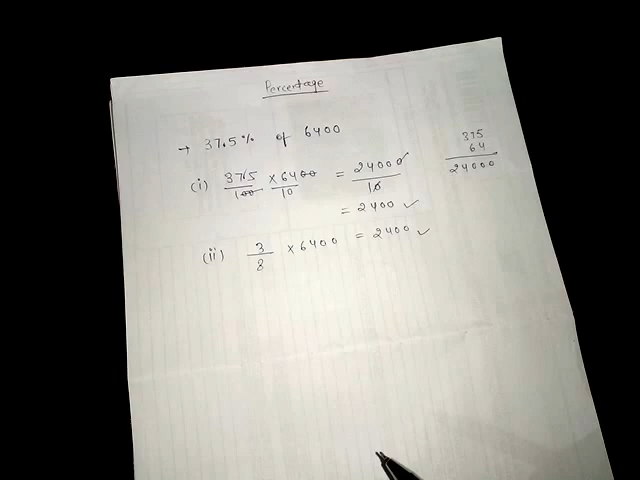 Percentage
→ 37.5% of 6400
(i) 375/100 × 6400/10 = 24000/10
375
64
24000
= 2400 ✓
(ii) 3/8 × 6400 = 2400 ✓